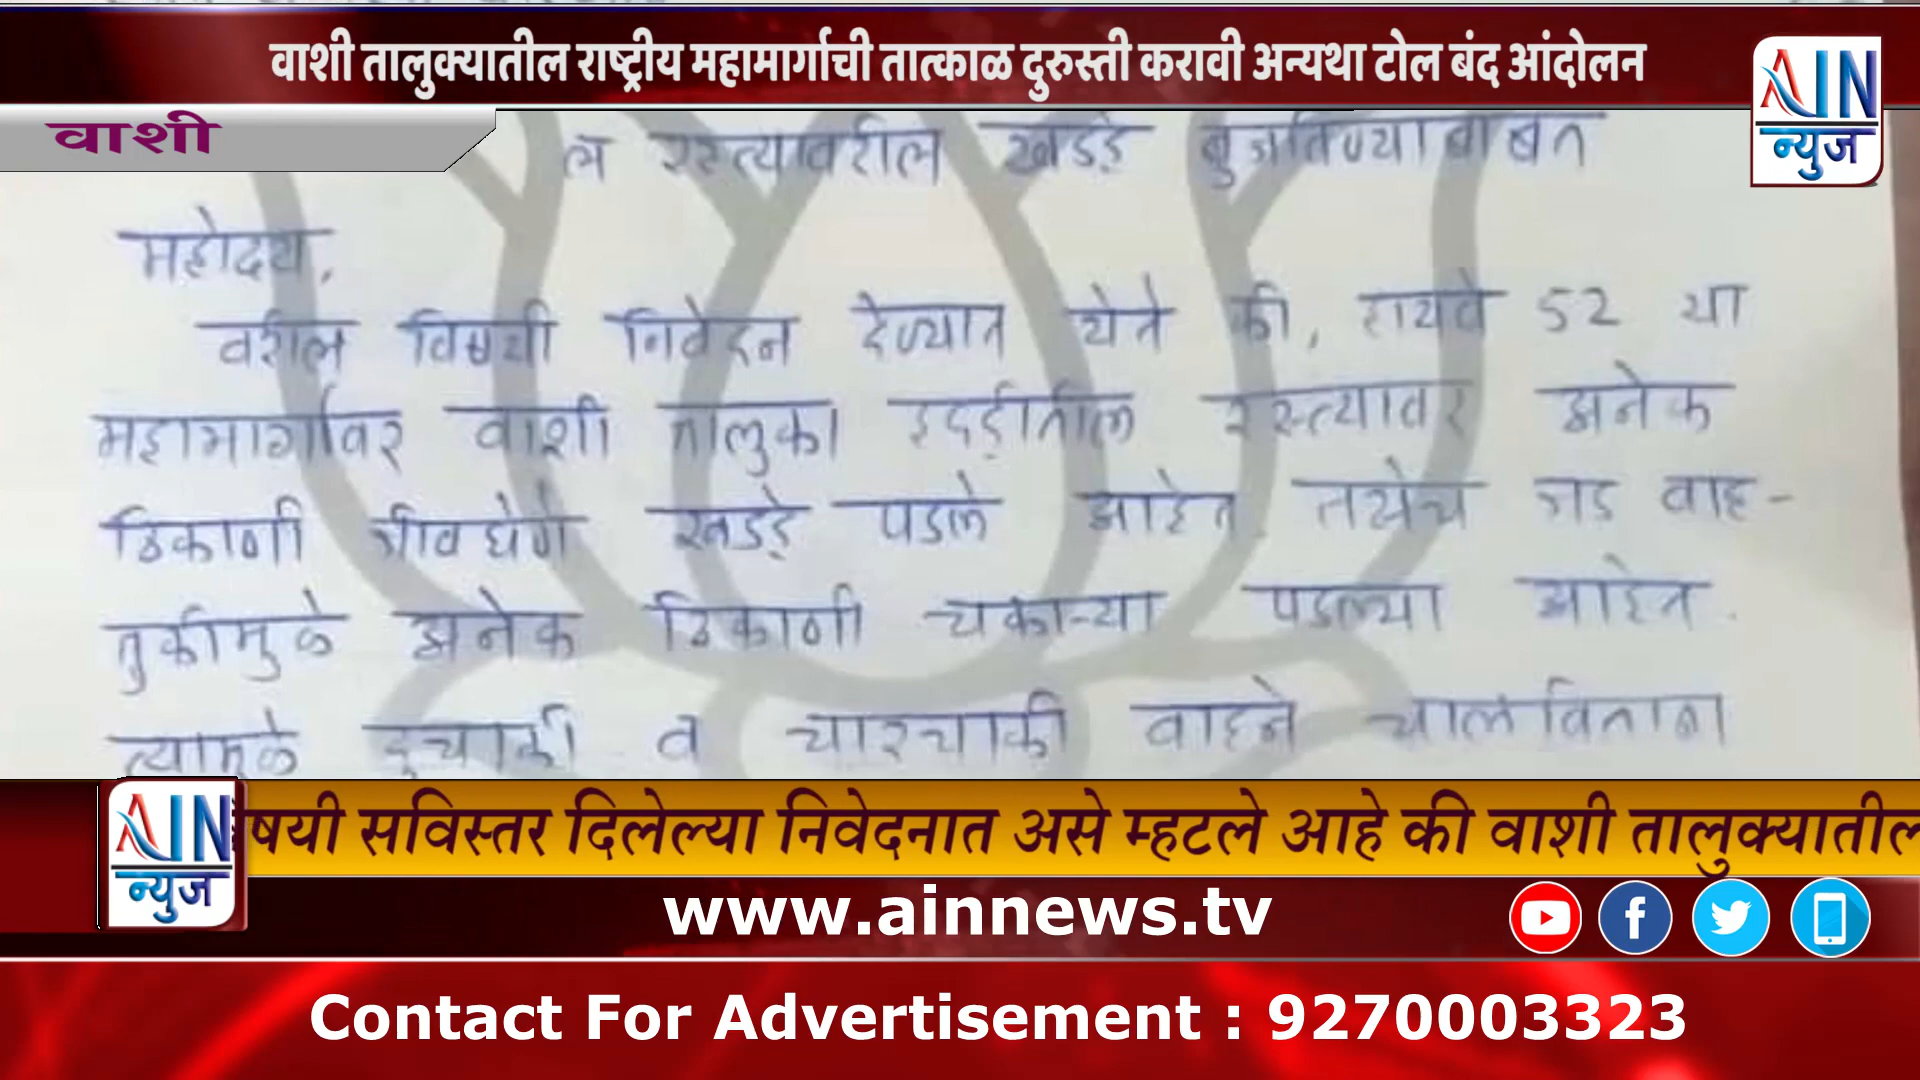 वाशी तालुक्यातील राष्ट्रीय महामार्गाची तात्काळ दुरुस्ती करावी अन्यथा टोल बंद आंदोलन
AIN
न्युज
वाशी
ल रस्त्यावरील खड्डे बुजविण्याबाबत
महोदय,
वरील विषयी निवेदन देण्यात येते की, हायवे 52 या
महामार्गावर वाशी तालुका हद्दीतील रस्त्यावर अनेक
ठिकाणी जीवघेणे खड्डे पडले आहेत. तसेच जड वाह-
तुकीमुळे अनेक ठिकाणी चकाऱ्या पडल्या आहेत.
त्यामुळे दुचाकी व चारचाकी वाहने चालविताना
AIN
न्युज
षयी सविस्तर दिलेल्या निवेदनात असे म्हटले आहे की वाशी तालुक्यातील
www.ainnews.tv
Contact For Advertisement : 9270003323